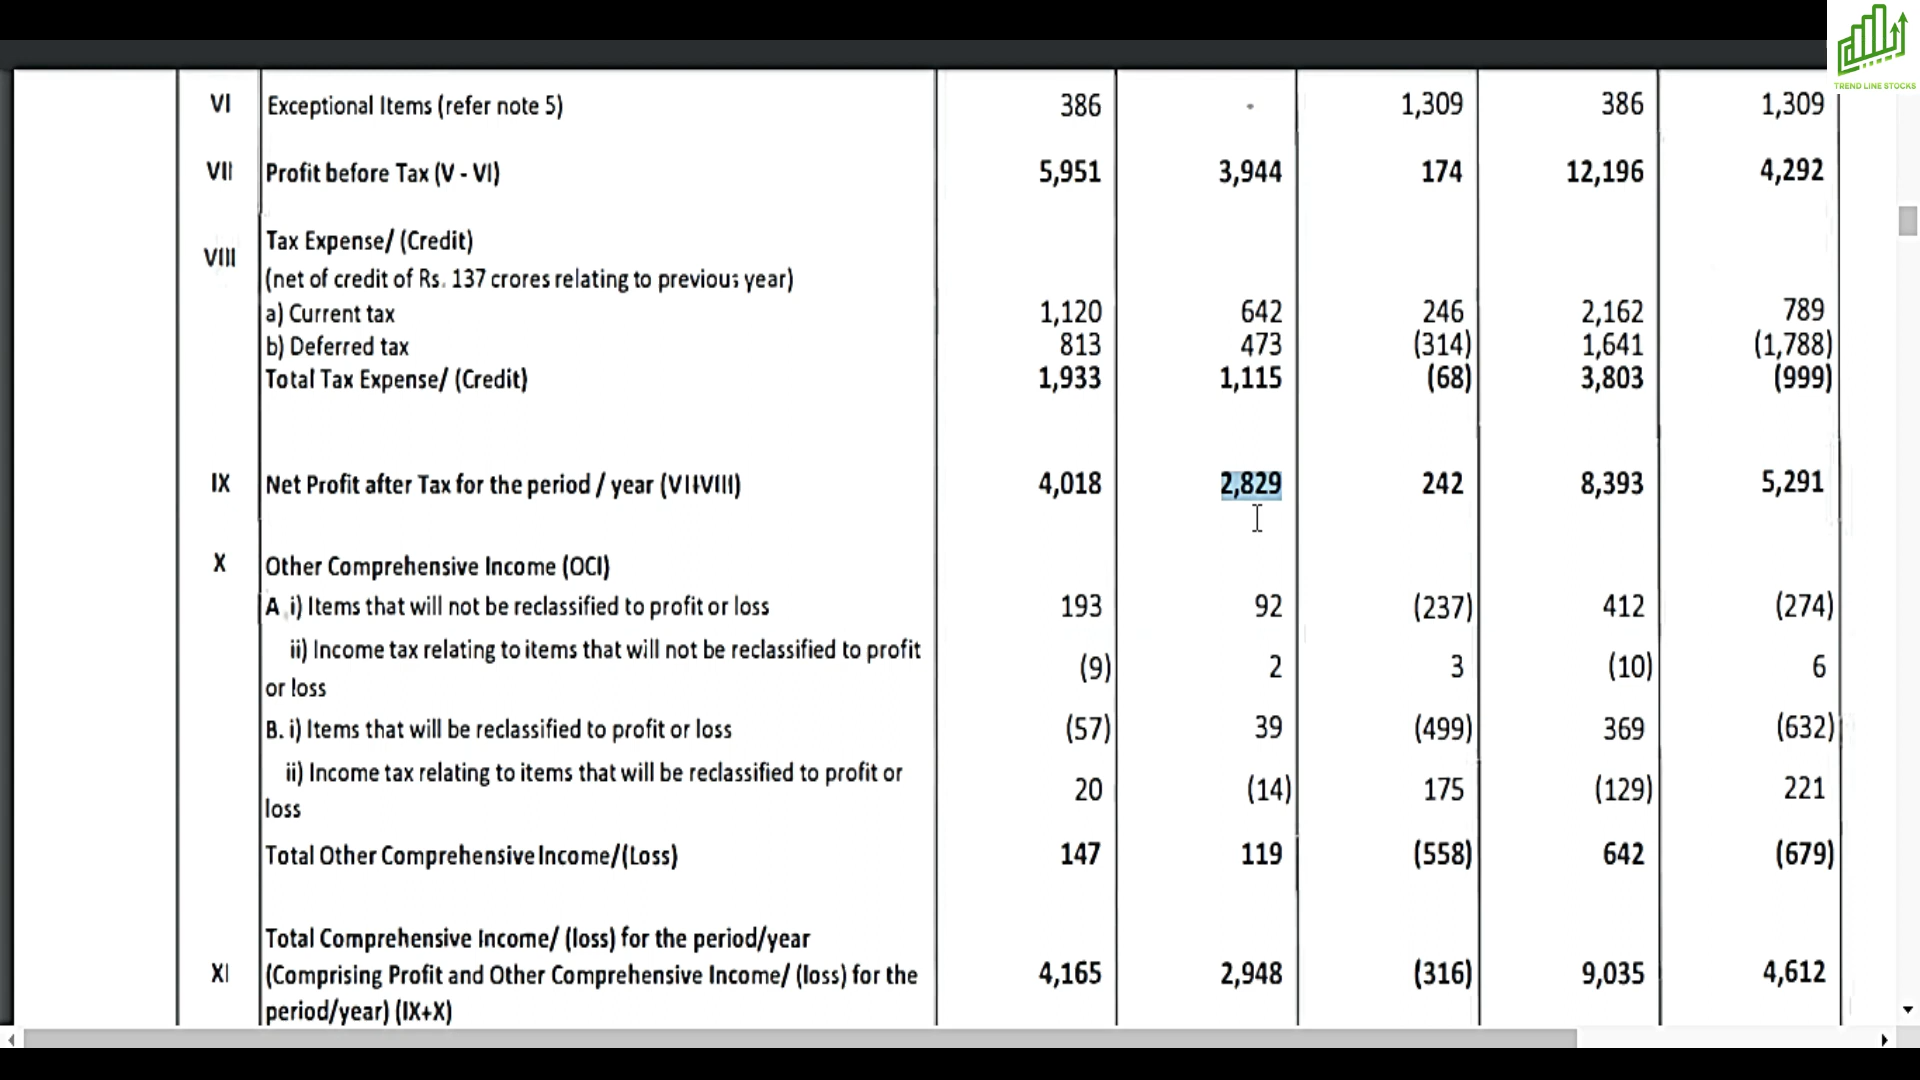 TREND LINE STOCKS
VI Exceptional Items (refer note 5) 386 - 1,309 386 1,309
VII Profit before Tax (V - VI) 5,951 3,944 174 12,196 4,292
VIII Tax Expense/ (Credit)
(net of credit of Rs. 137 crores relating to previous year)
a) Current tax 1,120 642 246 2,162 789
b) Deferred tax 813 473 (314) 1,641 (1,788)
Total Tax Expense/ (Credit) 1,933 1,115 (68) 3,803 (999)
IX Net Profit after Tax for the period / year (VII-VIII) 4,018 2,829 242 8,393 5,291
X Other Comprehensive Income (OCI)
A i) Items that will not be reclassified to profit or loss 193 92 (237) 412 (274)
ii) Income tax relating to items that will not be reclassified to profit
or loss (9) 2 3 (10) 6
B. i) Items that will be reclassified to profit or loss (57) 39 (499) 369 (632)
ii) Income tax relating to items that will be reclassified to profit or
loss 20 (14) 175 (129) 221
Total Other Comprehensive Income/(Loss) 147 119 (558) 642 (679)
Total Comprehensive Income/ (loss) for the period/year
XI (Comprising Profit and Other Comprehensive Income/ (loss) for the 4,165 2,948 (316) 9,035 4,612
period/year) (IX+X)